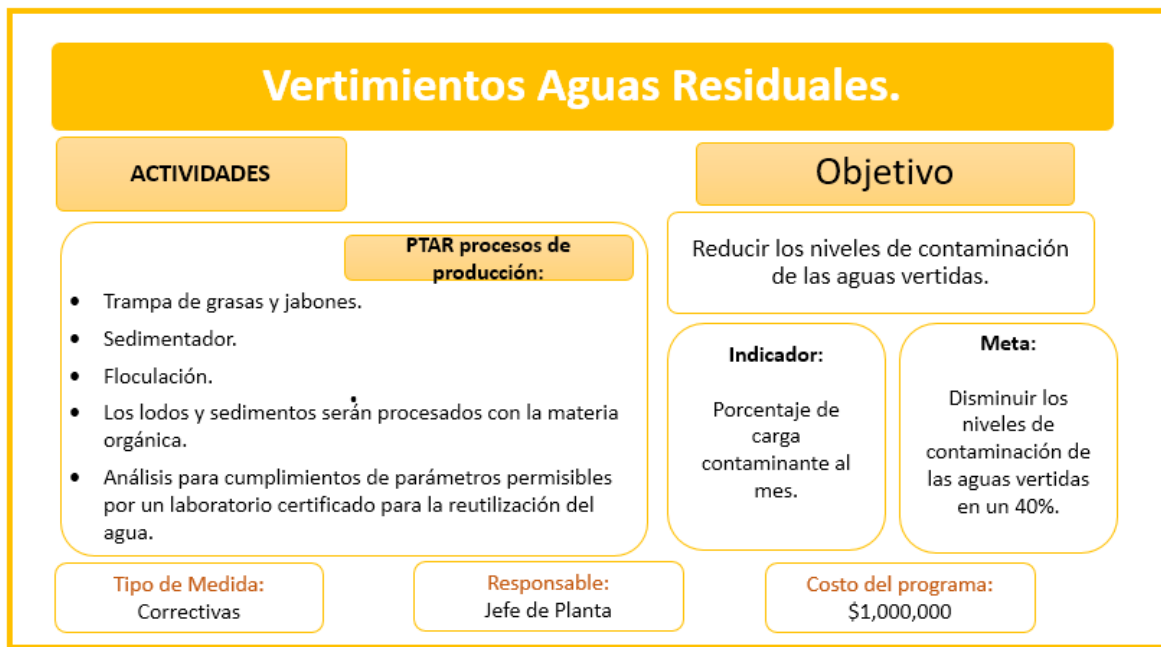 Vertimientos Aguas Residuales.
ACTIVIDADES
PTAR procesos de
producción:
• Trampa de grasas y jabones.
• Sedimentador.
• Floculación.
• Los lodos y sedimentos serán procesados con la materia
orgánica.
• Análisis para cumplimientos de parámetros permisibles
por un laboratorio certificado para la reutilización del
agua.
Objetivo
Reducir los niveles de contaminación
de las aguas vertidas.
Indicador:
Porcentaje de
carga
contaminante al
mes.
Meta:
Disminuir los
niveles de
contaminación de
las aguas vertidas
en un 40%.
Tipo de Medida:
Correctivas
Responsable:
Jefe de Planta
Costo del programa:
$1,000,000